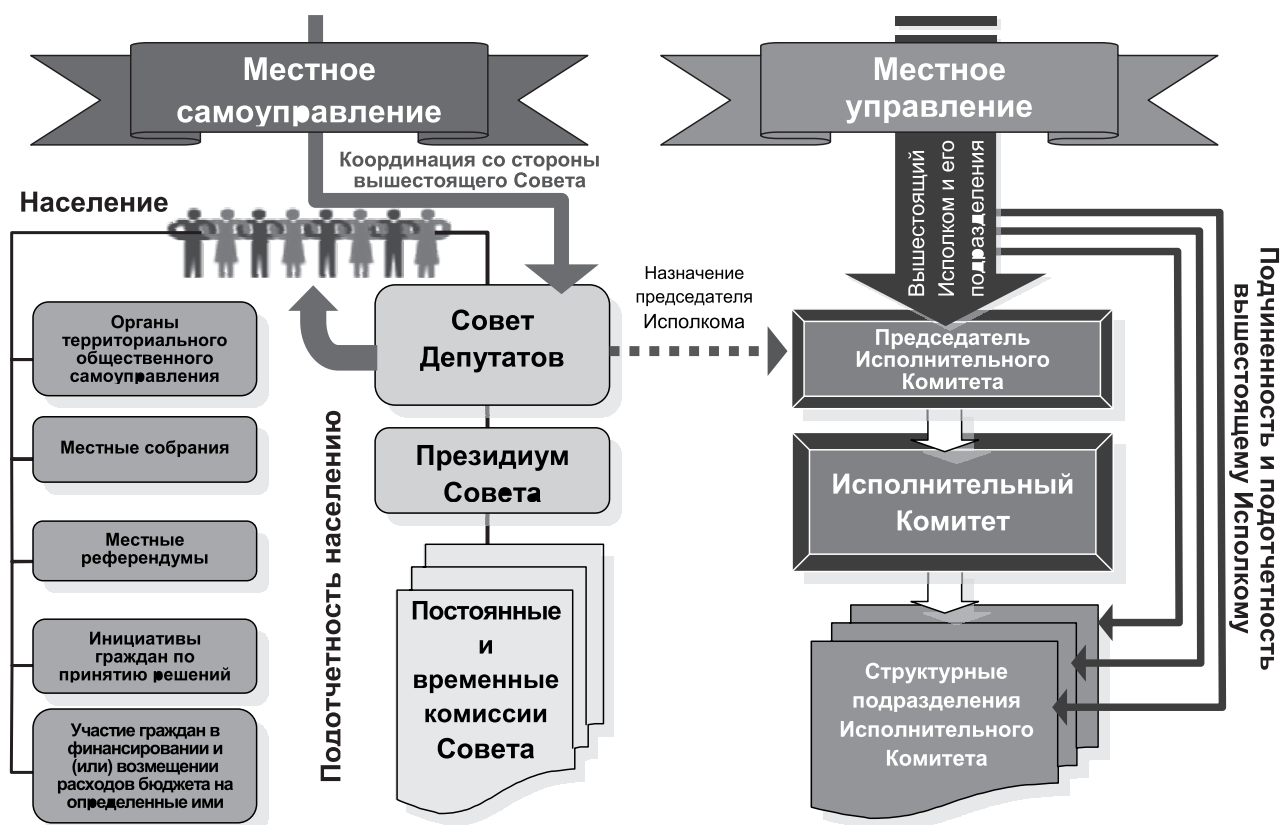 Местное
самоуправление
Координация со стороны
вышестоящего Совета
Население
Органы
территориального
общественного
самоуправления
Местные собрания
Местные
референдумы
Инициативы
граждан по
принятию решений
Участие граждан в
финансировании и
(или) возмещении
расходов бюджета на
определенные ими
Подотчетность населению
Совет
Депутатов
Президиум
Совета
Постоянные
и
временные
комиссии
Совета
Назначение
председателя
Исполкома
Местное
управление
Вышестоящий
Исполком и его
подразделения
Председатель
Исполнительного
Комитета
Исполнительный
Комитет
Структурные
подразделения
Исполнительного
Комитета
Подчиненность и подотчетность
вышестоящему Исполкому